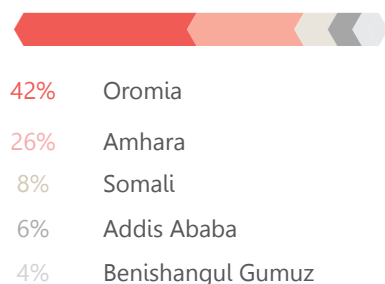 42% Oromia
26% Amhara
8% Somali
6% Addis Ababa
4% Benishangul Gumuz